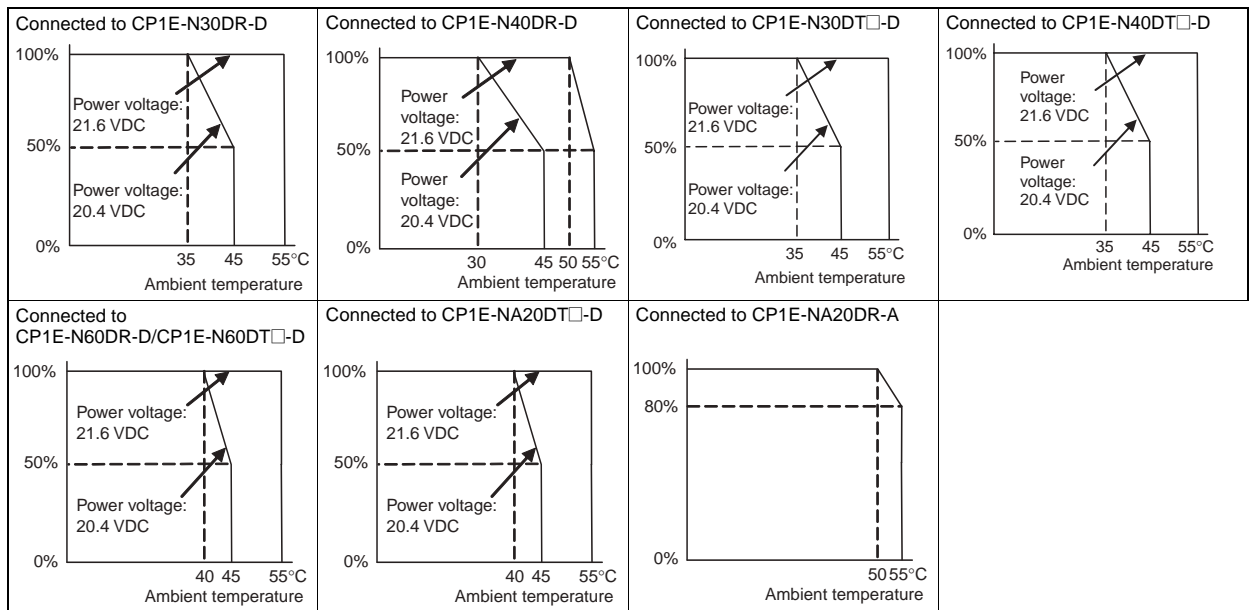 Connected to CP1E-N30DR-D
100%
Power voltage:
21.6 VDC
50%
Power voltage:
20.4 VDC
0%
35 45 55°C
Ambient temperature
Connected to CP1E-N40DR-D
100%
Power
voltage:
21.6 VDC
50%
Power
voltage:
20.4 VDC
0%
30 45 50 55°C
Ambient temperature
Connected to CP1E-N30DT□-D
100%
Power voltage:
21.6 VDC
50%
Power voltage:
20.4 VDC
0%
35 45 55°C
Ambient temperature
Connected to CP1E-N40DT□-D
100%
Power
voltage:
21.6 VDC
50%
Power
voltage:
20.4 VDC
0%
35 45 55°C
Ambient temperature
Connected to
CP1E-N60DR-D/CP1E-N60DT□-D
100%
Power voltage:
21.6 VDC
50%
Power voltage:
20.4 VDC
0%
40 45 55°C
Ambient temperature
Connected to CP1E-NA20DT□-D
100%
Power voltage:
21.6 VDC
50%
Power voltage:
20.4 VDC
0%
40 45 55°C
Ambient temperature
Connected to CP1E-NA20DR-A
100%
80%
0%
50 55°C
Ambient temperature